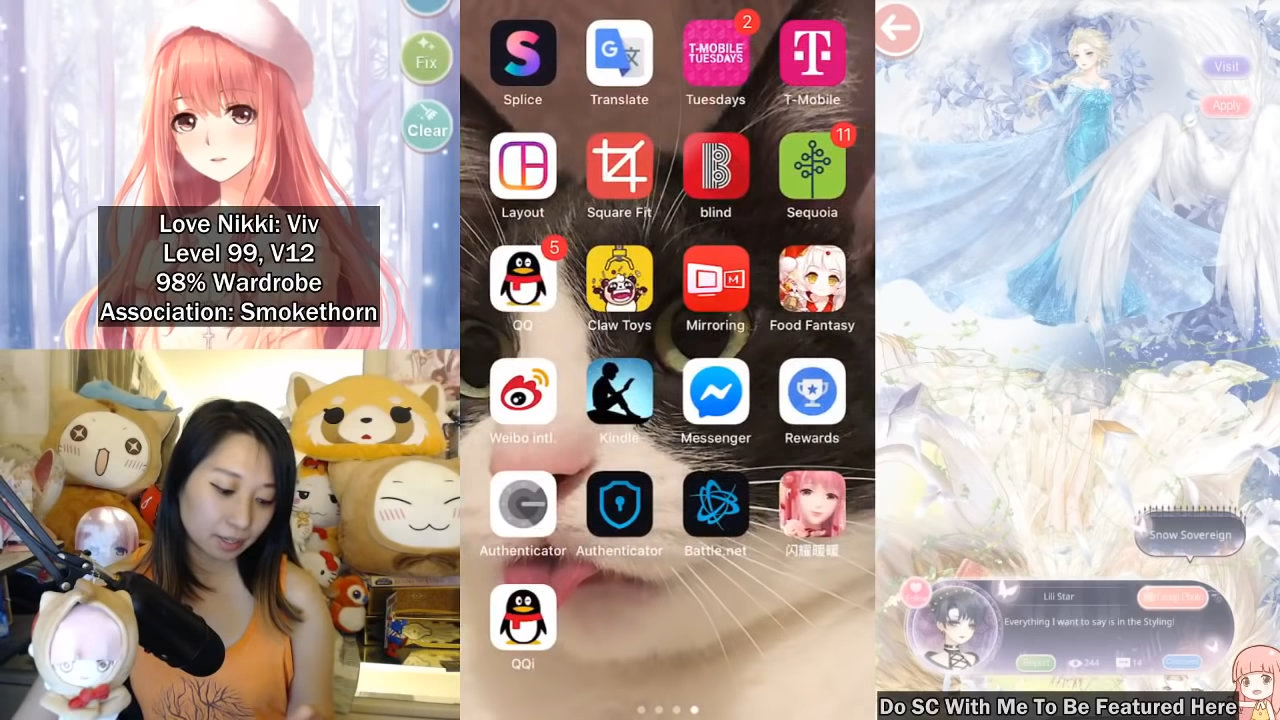 Fix
Clear
Love Nikki: Viv
Level 99, V12
98% Wardrobe
Association: Smokethorn
2
T-MOBILE
TUESDAYS
Splice
Translate
Tuesdays
T-Mobile
11
Layout
Square Fit
blind
Sequoia
5
QQ
Claw Toys
Mirroring
Food Fantasy
Weibo intl.
Kindle
Messenger
Rewards
Authenticator
Authenticator
Battle.net
闪耀暖暖
QQi
Visit
Apply
Snow Sovereign
Lili Star
Everything I want to say is in the Styling!
Report
244
14
Do SC With Me To Be Featured Here